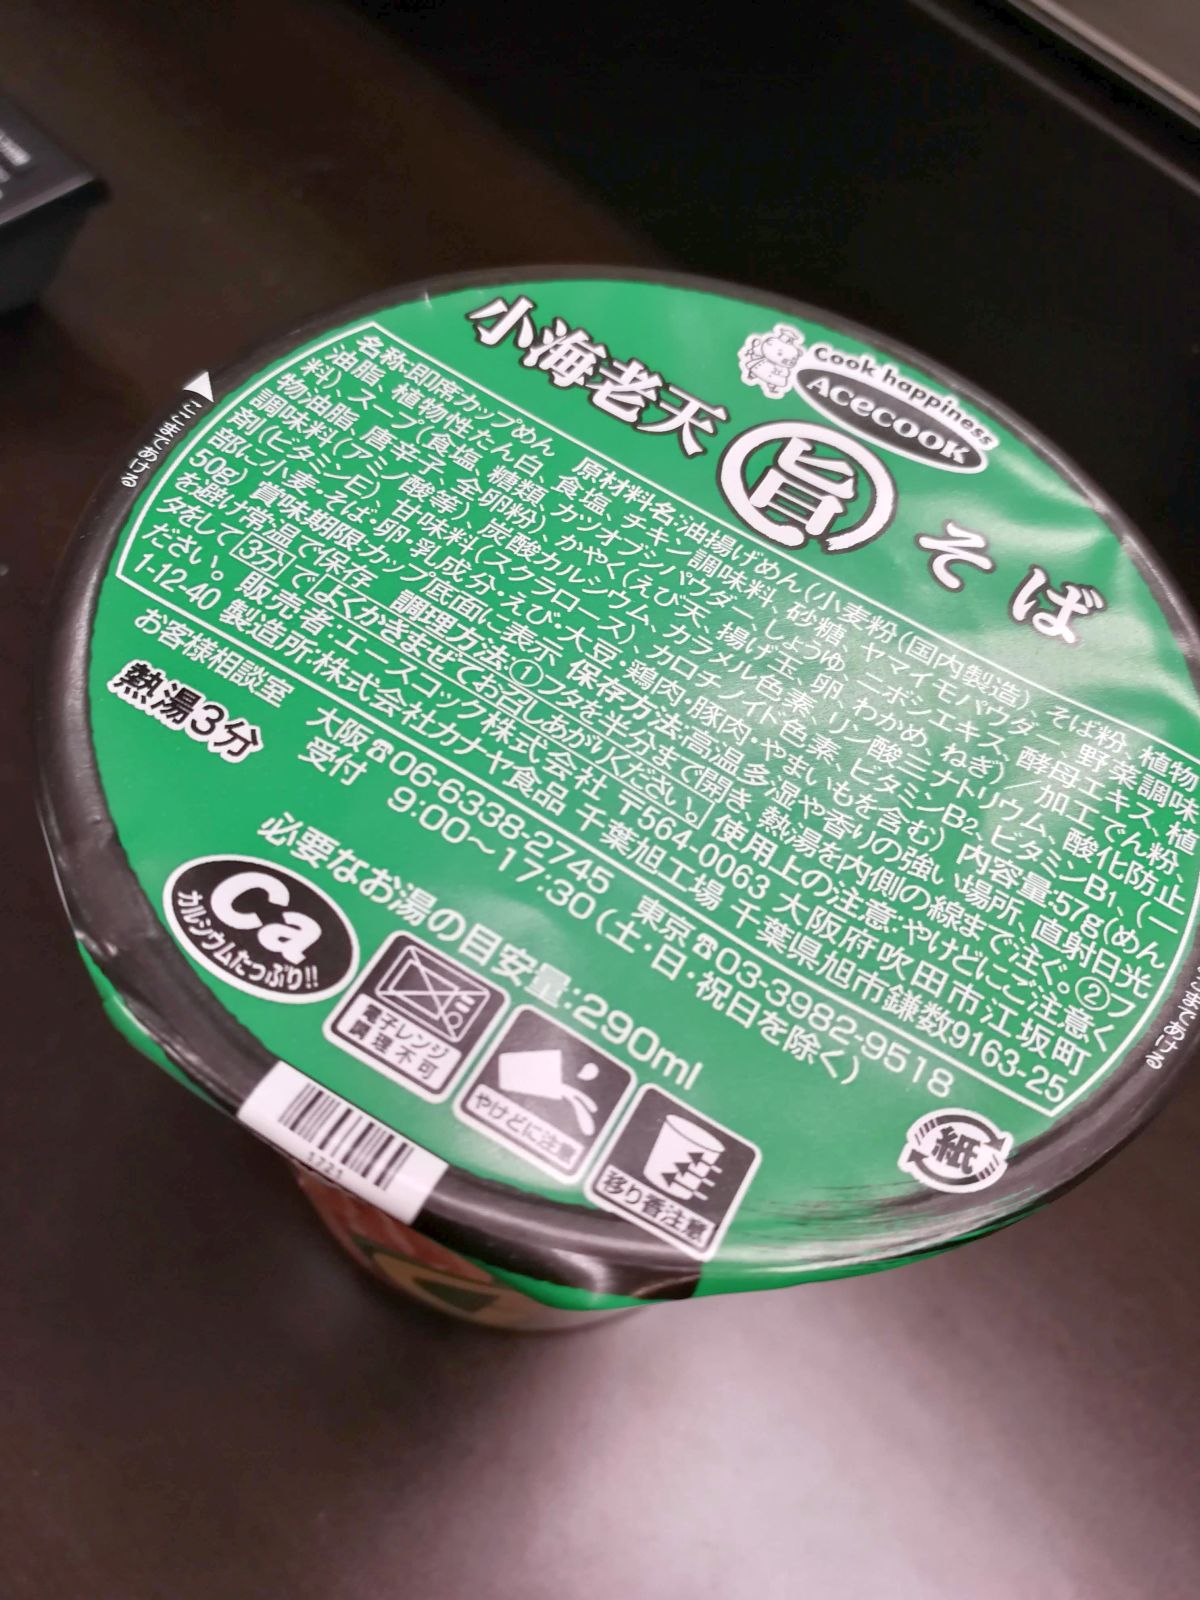 Cook happiness
ACECOOK
小海老天 旨 そば
名称:即席カップめん 原材料名:油揚げめん(小麦粉(国内製造)、そば粉、植物
油脂、植物性たん白、食塩、チキン調味料、砂糖、ヤマイモパウダー、野菜調味
料)、スープ(食塩、糖類、カツオブシパウダー、しょうゆ、ニボシエキス、酵母エキス、植
物油脂、唐辛子、全卵粉)、かやく(えび天、揚げ玉、卵、わかめ、ねぎ)/加工でん粉、
調味料(アミノ酸等)、炭酸カルシウム、カラメル色素、リン酸三ナトリウム、酸化防止
剤(ビタミンE)、甘味料(スクラロース)、カロチノイド色素、ビタミンB2、ビタミンB1、(一
部に小麦・そば・卵・乳成分・えび・大豆・鶏肉・豚肉・やまいもを含む) 内容量:57g(めん
50g) 賞味期限:カップ底面に表示 保存方法:高温多湿や香りの強い場所、直射日光
を避け常温で保存 調理方法:①フタを半分まで開き、熱湯を内側の線まで注ぐ。②フ
タをして3分でよくかきまぜてお召しあがりください。 使用上の注意:やけどにご注意く
ださい。 販売者:エースコック株式会社 〒564-0063 大阪府吹田市江坂町
1-12-40 製造所:株式会社カナヤ食品 千葉旭工場 千葉県旭市鎌数9163-25
お客様相談室 大阪☎06-6338-2745 東京☎03-3982-9518
受付 9:00〜17:30(土・日・祝日を除く)
熱湯3分
必要なお湯の目安量:290ml
Ca
カルシウムたっぷり!!
電子レンジ
調理不可
やけどに注意
移り香注意
紙
ここまであける
まであける
1721